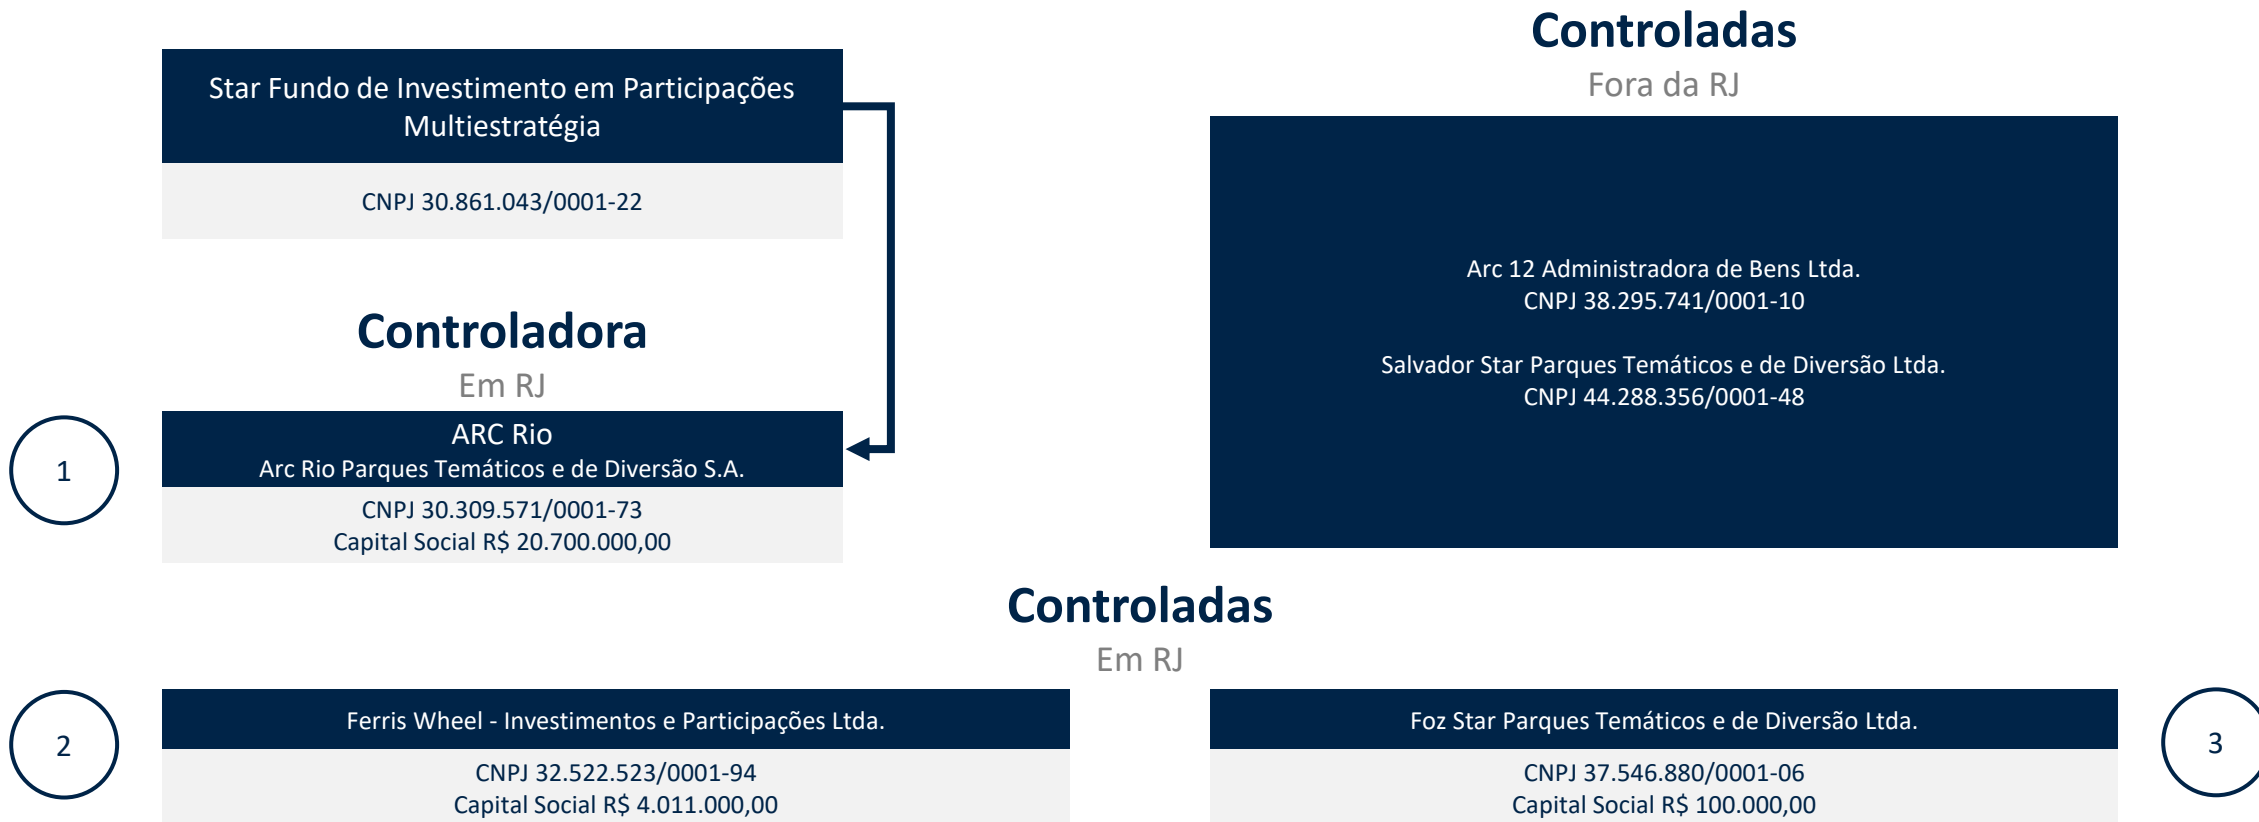 Star Fundo de Investimento em Participações
Multiestratégia
CNPJ 30.861.043/0001-22
Controladora
Em RJ
1
ARC Rio
Arc Rio Parques Temáticos e de Diversão S.A.
CNPJ 30.309.571/0001-73
Capital Social R$ 20.700.000,00
Controladas
Fora da RJ
Arc 12 Administradora de Bens Ltda.
CNPJ 38.295.741/0001-10
Salvador Star Parques Temáticos e de Diversão Ltda.
CNPJ 44.288.356/0001-48
Controladas
Em RJ
2
Ferris Wheel - Investimentos e Participações Ltda.
CNPJ 32.522.523/0001-94
Capital Social R$ 4.011.000,00
Foz Star Parques Temáticos e de Diversão Ltda.
CNPJ 37.546.880/0001-06
Capital Social R$ 100.000,00
3